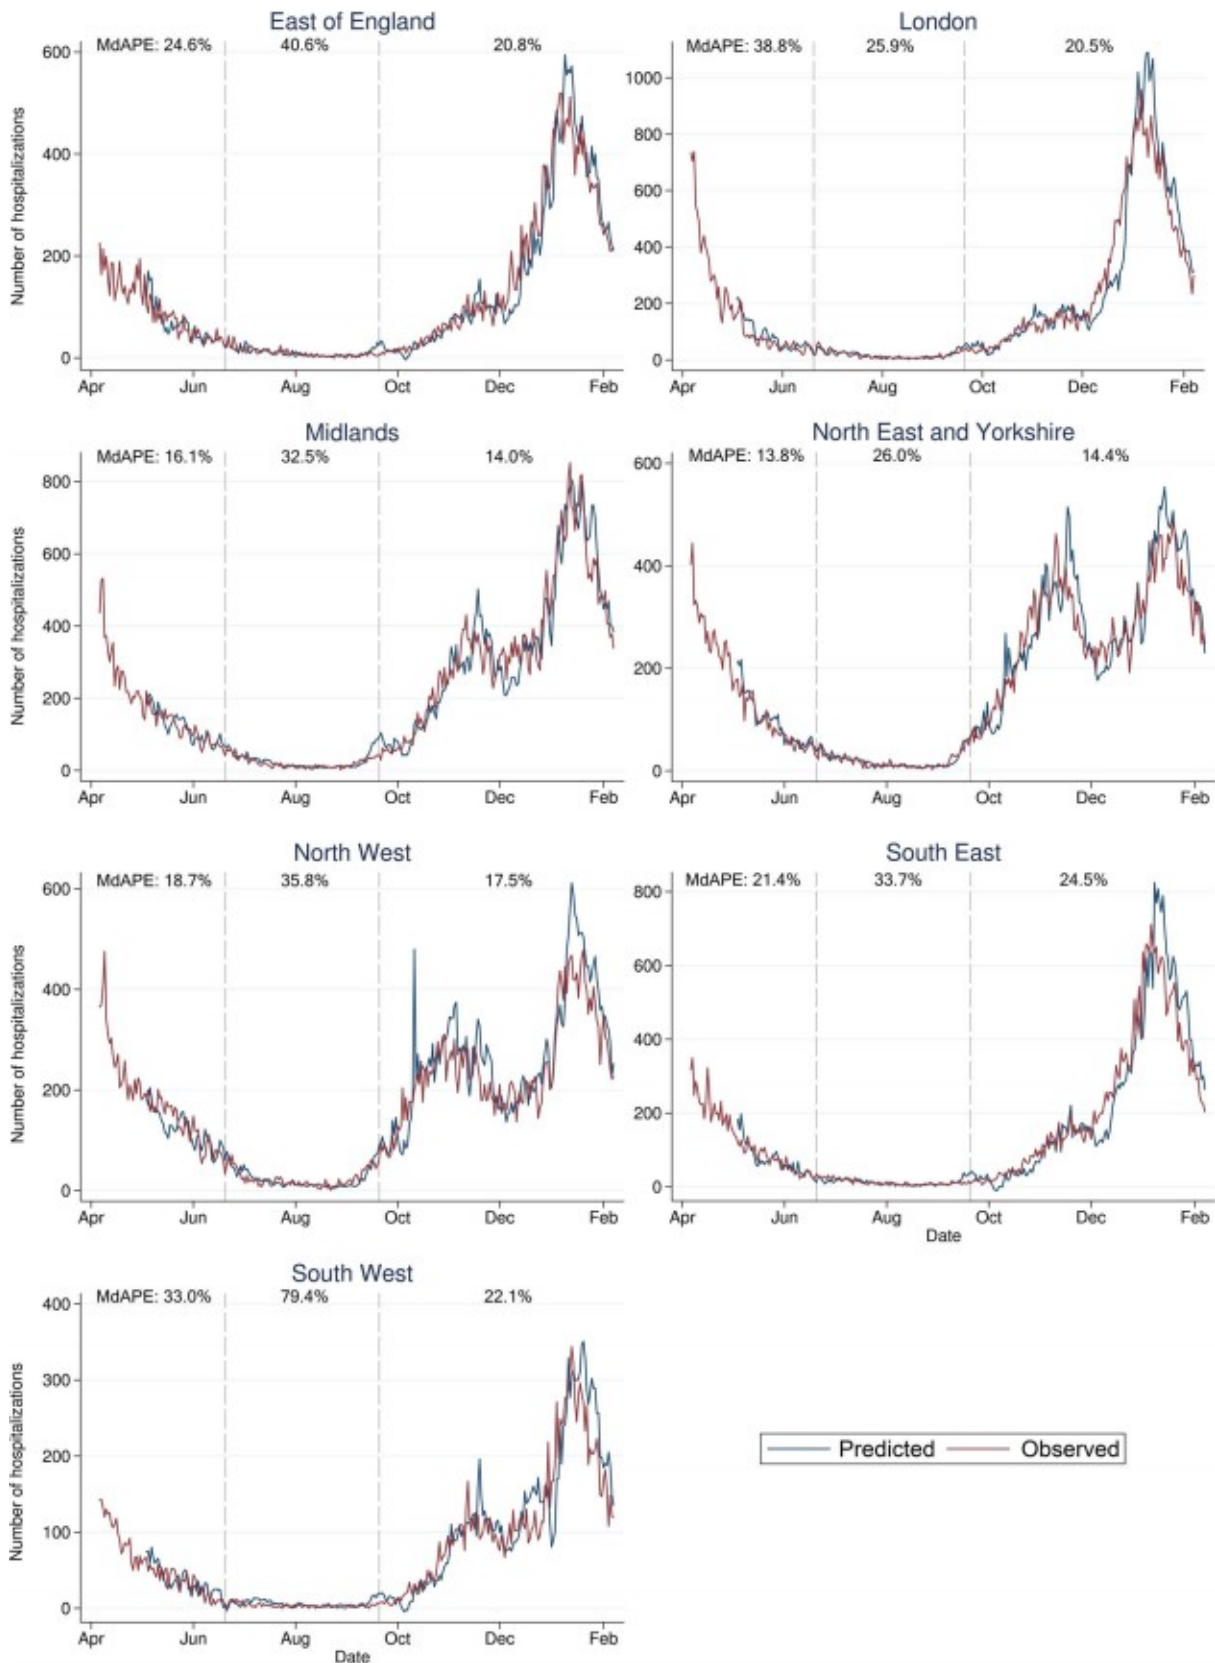 East of England
MdAPE: 24.6% 40.6% 20.8%
Number of hospitalizations
600
400
200
0
Apr Jun Aug Oct Dec Feb
London
MdAPE: 38.8% 25.9% 20.5%
1000
800
600
400
200
0
Apr Jun Aug Oct Dec Feb
Midlands
MdAPE: 16.1% 32.5% 14.0%
Number of hospitalizations
800
600
400
200
0
Apr Jun Aug Oct Dec Feb
North East and Yorkshire
MdAPE: 13.8% 26.0% 14.4%
600
400
200
0
Apr Jun Aug Oct Dec Feb
North West
MdAPE: 18.7% 35.8% 17.5%
Number of hospitalizations
600
400
200
0
Apr Jun Aug Oct Dec Feb
South East
MdAPE: 21.4% 33.7% 24.5%
800
600
400
200
0
Apr Jun Aug Oct Dec Feb
Date
South West
MdAPE: 33.0% 79.4% 22.1%
Number of hospitalizations
400
300
200
100
0
Apr Jun Aug Oct Dec Feb
Date
Predicted Observed